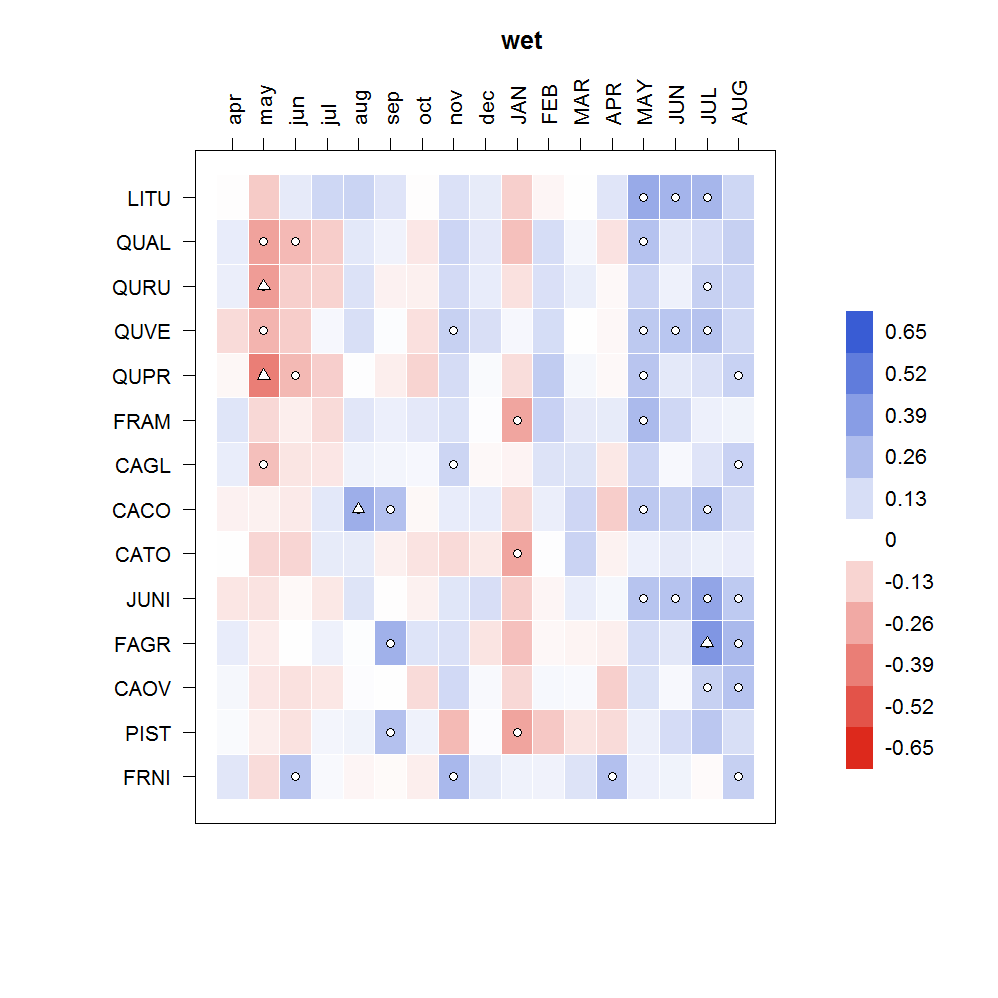 wet
apr may jun jul aug sep oct nov dec JAN FEB MAR APR MAY JUN JUL AUG
LITU
QUAL
QURU
QUVE
QUPR
FRAM
CAGL
CACO
CATO
JUNI
FAGR
CAOV
PIST
FRNI
0.65
0.52
0.39
0.26
0.13
0
-0.13
-0.26
-0.39
-0.52
-0.65